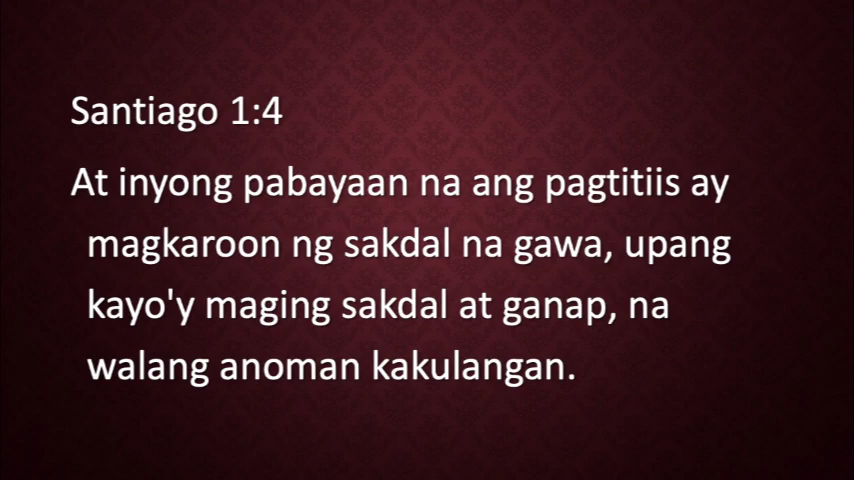 Santiago 1:4
At inyong pabayaan na ang pagtitiis ay
magkaroon ng sakdal na gawa, upang
kayo'y maging sakdal at ganap, na
walang anoman kakulangan.